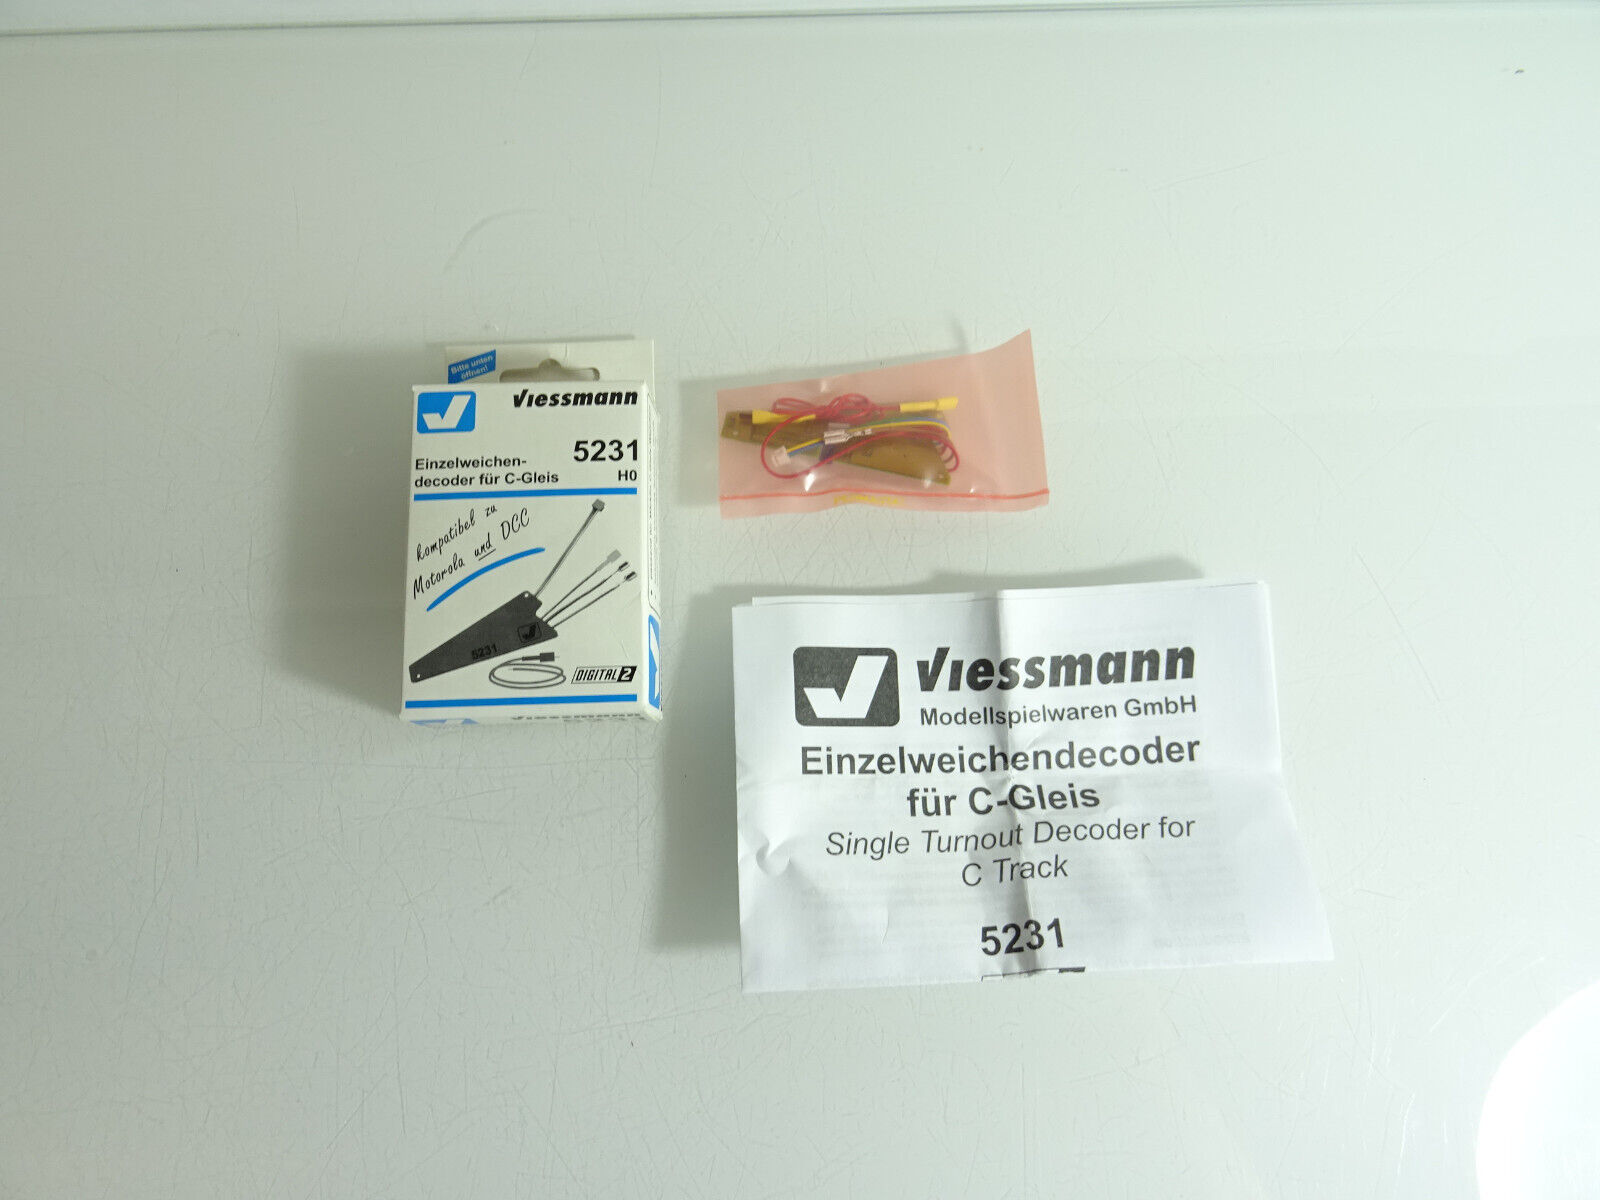 Bitte unten
öffnen!
Viessmann
5231
Einzelweichen-
decoder für C-Gleis
H0
kompatibel zu
Motorola und DCC
5231
DIGITAL 2
Viessmann
Viessmann
Modellspielwaren GmbH
Einzelweichendecoder
für C-Gleis
Single Turnout Decoder for
C Track
5231